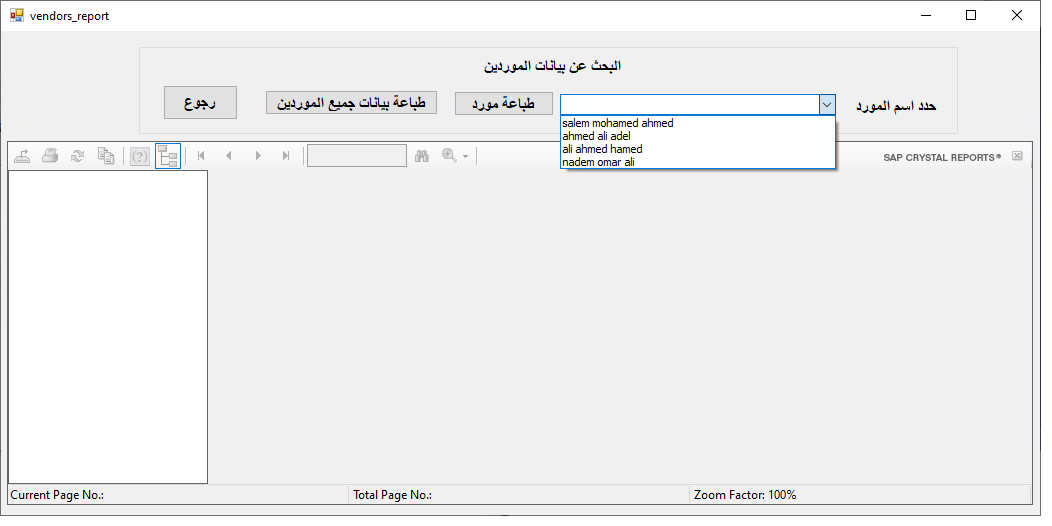 vendors_report
البحث عن بيانات الموردين
حدد اسم المورد
طباعة مورد
طباعة بيانات جميع الموردين
رجوع
salem mohamed ahmed
ahmed ali adel
ali ahmed hamed
nadem omar ali
(?)
SAP CRYSTAL REPORTS®
Current Page No.: Total Page No.: Zoom Factor: 100%